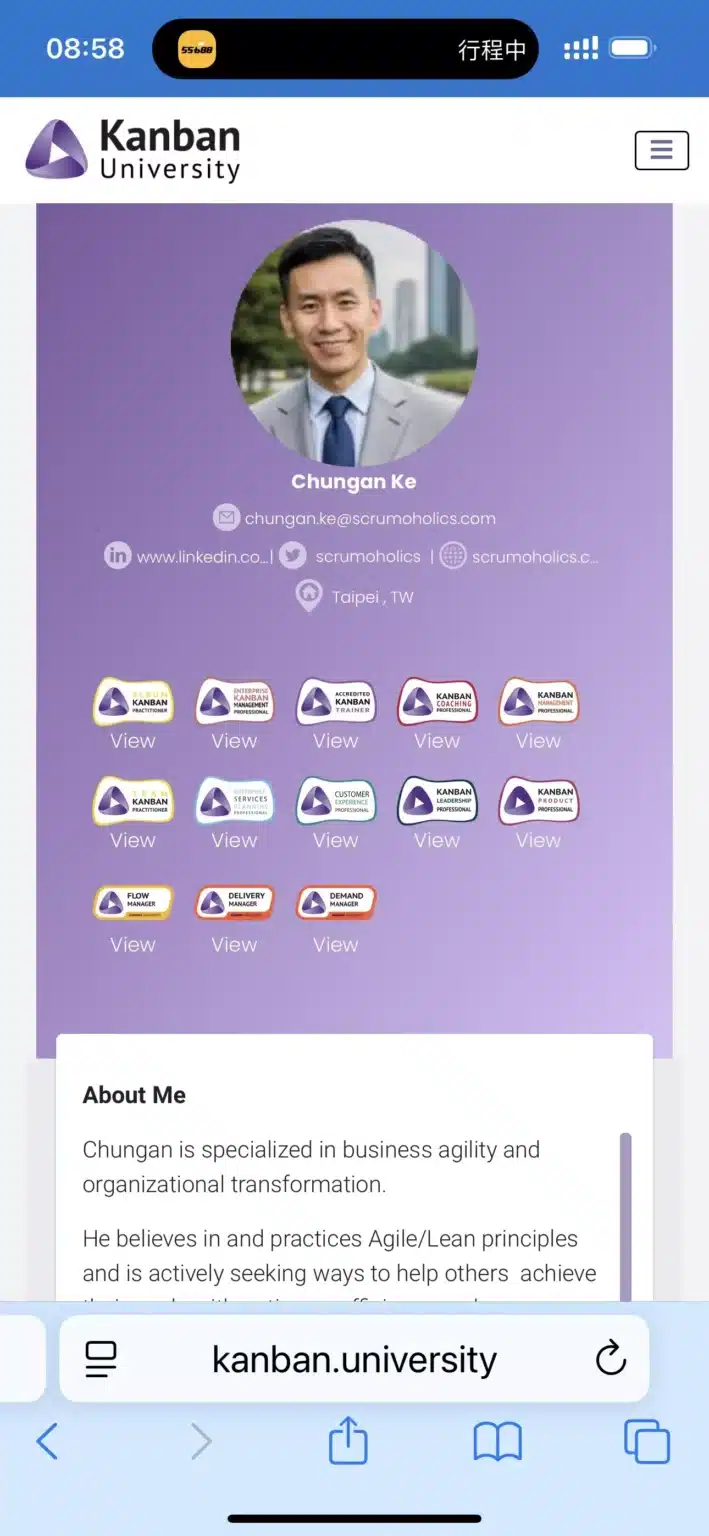 08:58
55688
行程中
Kanban
University
Chungan Ke
chungan.ke@scrumoholics.com
www.linkedin.co... | scrumoholics | scrumoholics.c...
Taipei , TW
SCRUM
KANBAN
PRACTITIONER
ENTERPRISE
KANBAN
MANAGEMENT
PROFESSIONAL
ACCREDITED
KANBAN
TRAINER
KANBAN
COACHING
PROFESSIONAL
KANBAN
MANAGEMENT
PROFESSIONAL
View View View View View
LEAN
KANBAN
PRACTITIONER
ENTERPRISE
SERVICES
PLANNING
PROFESSIONAL
CUSTOMER
EXPERIENCE
PROFESSIONAL
KANBAN
LEADERSHIP
PROFESSIONAL
KANBAN
PRODUCT
PROFESSIONAL
View View View View View
FLOW
MANAGER
DELIVERY
MANAGER
DEMAND
MANAGER
View View View
About Me
Chungan is specialized in business agility and
organizational transformation.
He believes in and practices Agile/Lean principles
and is actively seeking ways to help others  achieve
kanban.university